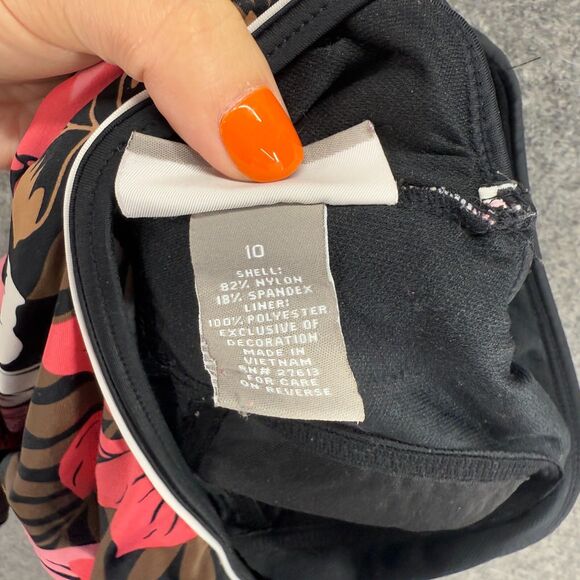 10
SHELL:
82% NYLON
18% SPANDEX
LINER:
100% POLYESTER
EXCLUSIVE OF
DECORATION
MADE IN
VIETNAM
RN# 27613
FOR CARE
ON REVERSE